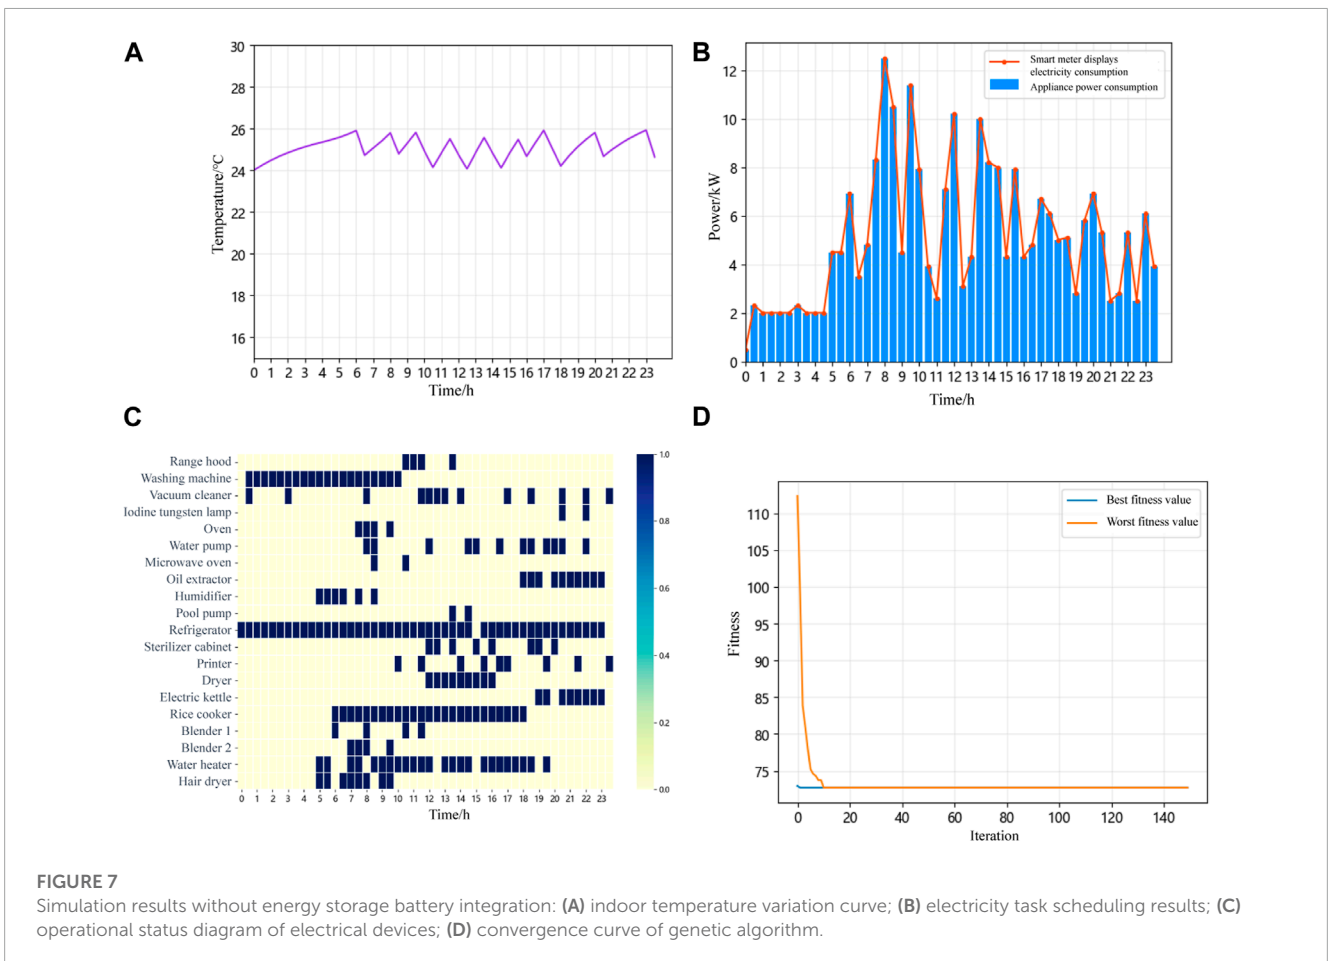 A
30
28
26
24
22
20
18
16
Temperature/°C
0 1 2 3 4 5 6 7 8 9 10 11 12 13 14 15 16 17 18 19 20 21 22 23
Time/h
B
12
10
8
6
4
2
0
Power/kW
Smart meter displays
electricity consumption
Appliance power consumption
0 1 2 3 4 5 6 7 8 9 10 11 12 13 14 15 16 17 18 19 20 21 22 23
Time/h
C
Range hood
Washing machine
Vacuum cleaner
Iodine tungsten lamp
Oven
Water pump
Microwave oven
Oil extractor
Humidifier
Pool pump
Refrigerator
Sterilizer cabinet
Printer
Dryer
Electric kettle
Rice cooker
Blender 1
Blender 2
Water heater
Hair dryer
0 1 2 3 4 5 6 7 8 9 10 11 12 13 14 15 16 17 18 19 20 21 22 23
Time/h
1.0
0.8
0.6
0.4
0.2
0.0
D
110
105
100
95
90
85
80
75
Fitness
Best fitness value
Worst fitness value
0 20 40 60 80 100 120 140
Iteration
FIGURE 7
Simulation results without energy storage battery integration: (A) indoor temperature variation curve; (B) electricity task scheduling results; (C)
operational status diagram of electrical devices; (D) convergence curve of genetic algorithm.